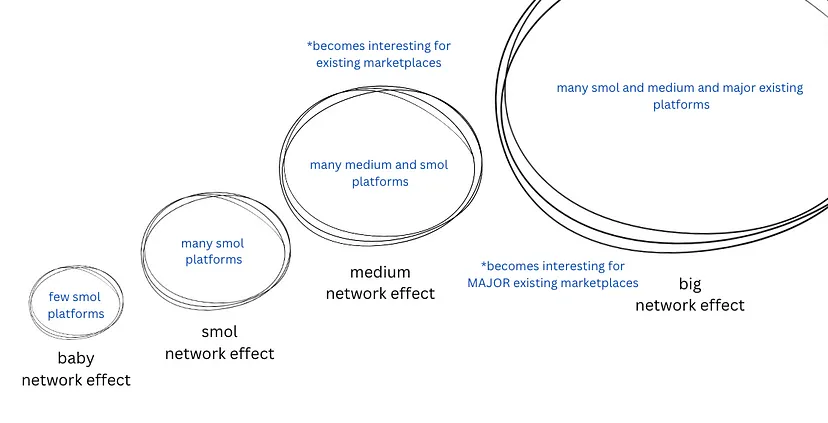 few smol
platforms
baby
network effect
many smol
platforms
smol
network effect
*becomes interesting for
existing marketplaces
many medium and smol
platforms
medium
network effect
many smol and medium and major existing
platforms
*becomes interesting for
MAJOR existing marketplaces
big
network effect